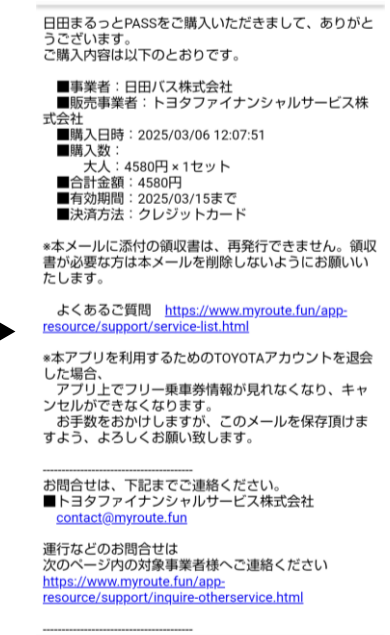 日田まるっとPASSをご購入いただきまして、ありがと
うございます。
ご購入内容は以下のとおりです。
■事業者：日田バス株式会社
■販売事業者：トヨタファイナンシャルサービス株
式会社
■購入日時：2025/03/06 12:07:51
■購入数：
大人：4580円 × 1セット
■合計金額：4580円
■有効期間：2025/03/15まで
■決済方法：クレジットカード
※本メールに添付の領収書は、再発行できません。領収
書が必要な方は本メールを削除しないようにお願いい
たします。
よくあるご質問　https://www.myroute.fun/app-
resource/support/service-list.html
※本アプリを利用するためのTOYOTAアカウントを退会
した場合、
アプリ上でフリー乗車券情報が見れなくなり、キャ
ンセルができなくなります。
お手数をおかけしますが、このメールを保存頂けま
すよう、よろしくお願い致します。
----------------------------------------
お問合せは、下記までご連絡ください。
■トヨタファイナンシャルサービス株式会社
contact@myroute.fun
運行などのお問合せは
次のページ内の対象事業者様へご連絡ください
https://www.myroute.fun/app-
resource/support/inquire-otherservice.html
----------------------------------------